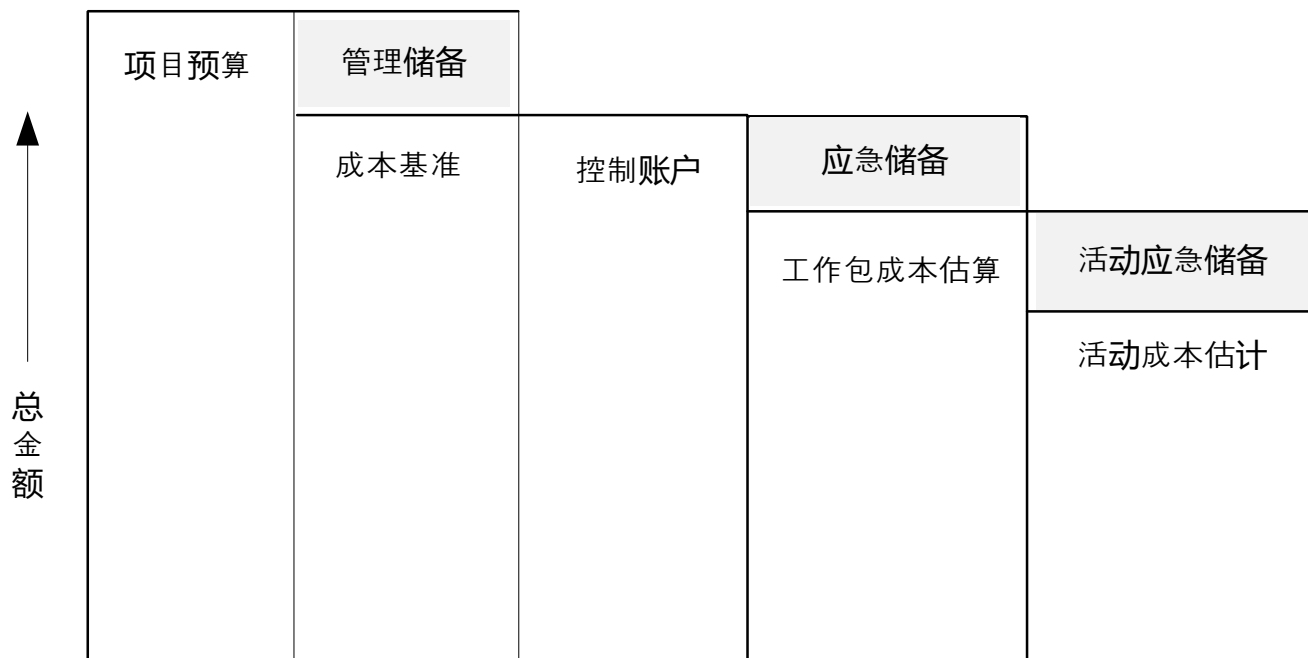 项目预算
管理储备
成本基准
控制账户
应急储备
工作包成本估算
活动应急储备
活动成本估计
总
金
额